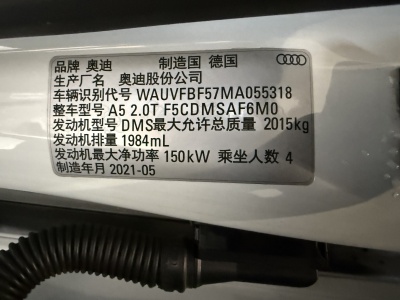 品牌 奥迪 制造国 德国
生产厂名 奥迪股份公司
车辆识别代号 WAUVFBF57MA055318
整车型号 A5 2.0T F5CDMSAF6M0
发动机型号 DMS最大允许总质量 2015kg
发动机排量 1984mL
发动机最大净功率 150kW 乘坐人数 4
制造年月 2021-05